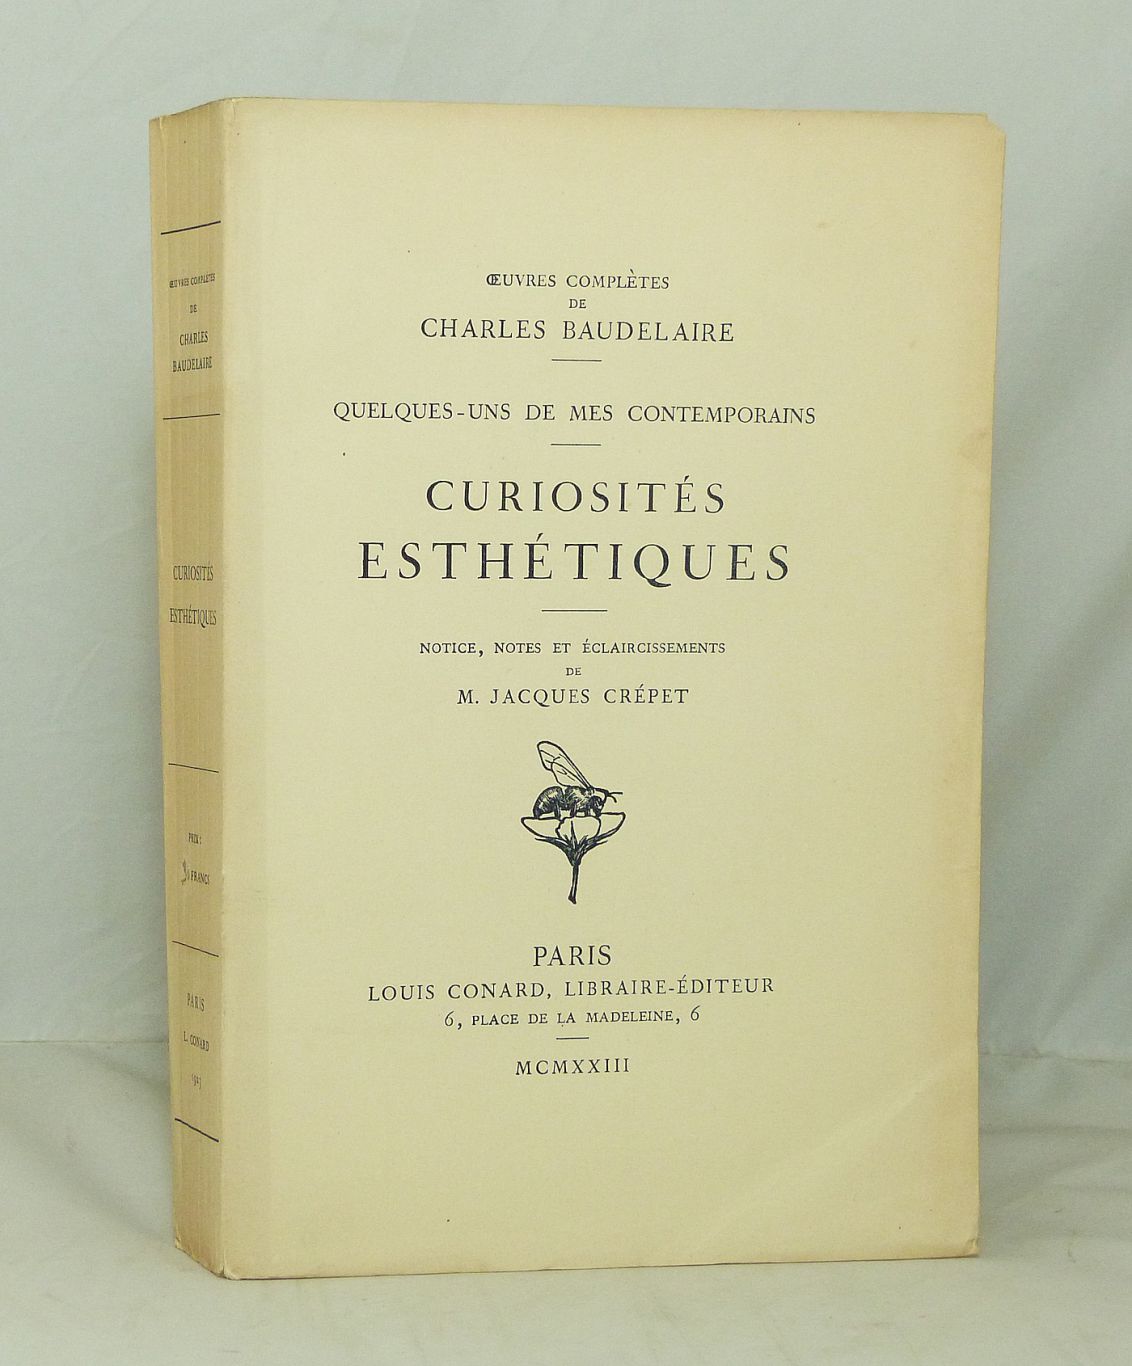 ŒUVRES COMPLÈTES
DE
CHARLES BAUDELAIRE
QUELQUES-UNS DE MES CONTEMPORAINS
CURIOSITÉS
ESTHÉTIQUES
NOTICE, NOTES ET ÉCLAIRCISSEMENTS
DE
M. JACQUES CRÉPET
PARIS
LOUIS CONARD, LIBRAIRE-ÉDITEUR
6, PLACE DE LA MADELEINE, 6
MCMXXIII
ŒUVRES COMPLÈTES
DE
CHARLES
BAUDELAIRE
CURIOSITÉS
ESTHÉTIQUES
PRIX :
FRANCS
PARIS
L. CONARD
1923